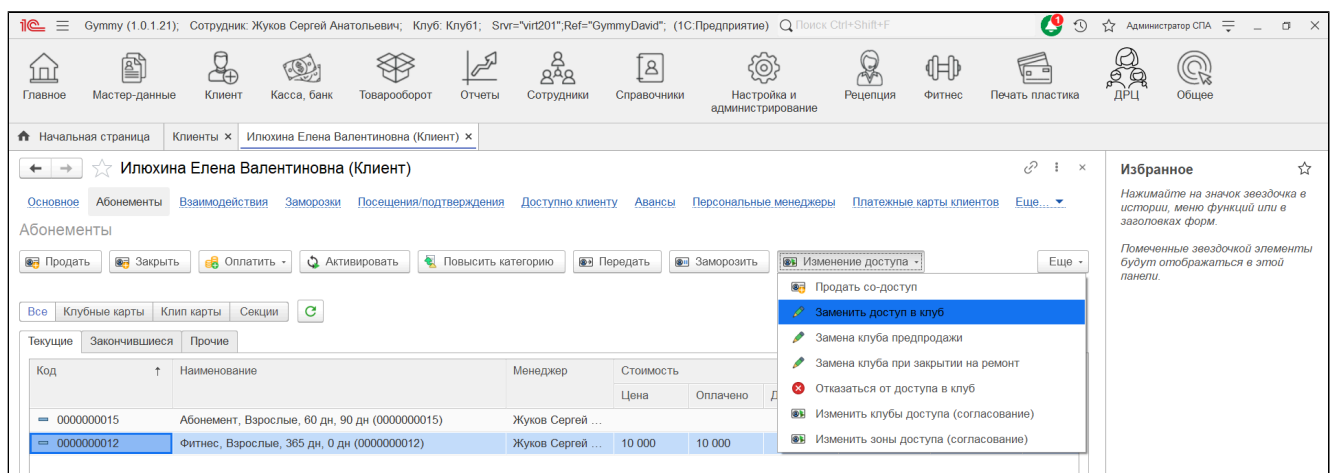 1С Gymmy (1.0.1.21); Сотрудник: Жуков Сергей Анатольевич; Клуб: Клуб1; Srvr="virt201";Ref="GymmyDavid"; (1С:Предприятие) Поиск Ctrl+Shift+F 1 Администратор СПА
Главное Мастер-данные Клиент Касса, банк Товарооборот Отчеты Сотрудники Справочники Настройка и администрирование Рецепция Фитнес Печать пластика ДРЦ Общее
Начальная страница Клиенты × Илюхина Елена Валентиновна (Клиент) ×
Илюхина Елена Валентиновна (Клиент)
Основное Абонементы Взаимодействия Заморозки Посещения/подтверждения Доступно клиенту Авансы Персональные менеджеры Платежные карты клиентов Еще...
Абонементы
Продать Закрыть Оплатить Активировать Повысить категорию Передать Заморозить Изменение доступа Еще
Продать со-доступ
Заменить доступ в клуб
Замена клуба предпродажи
Замена клуба при закрытии на ремонт
Отказаться от доступа в клуб
Изменить клубы доступа (согласование)
Изменить зоны доступа (согласование)
Все Клубные карты Клип карты Секции
Текущие Закончившиеся Прочие
Код ↑ Наименование Менеджер Стоимость
Цена Оплачено
0000000015 Абонемент, Взрослые, 60 дн, 90 дн (0000000015) Жуков Сергей ...
0000000012 Фитнес, Взрослые, 365 дн, 0 дн (0000000012) Жуков Сергей ... 10 000 10 000
Избранное
Нажимайте на значок звездочка в
истории, меню функций или в
заголовках форм.
Помеченные звездочкой элементы
будут отображаться в этой
панели.